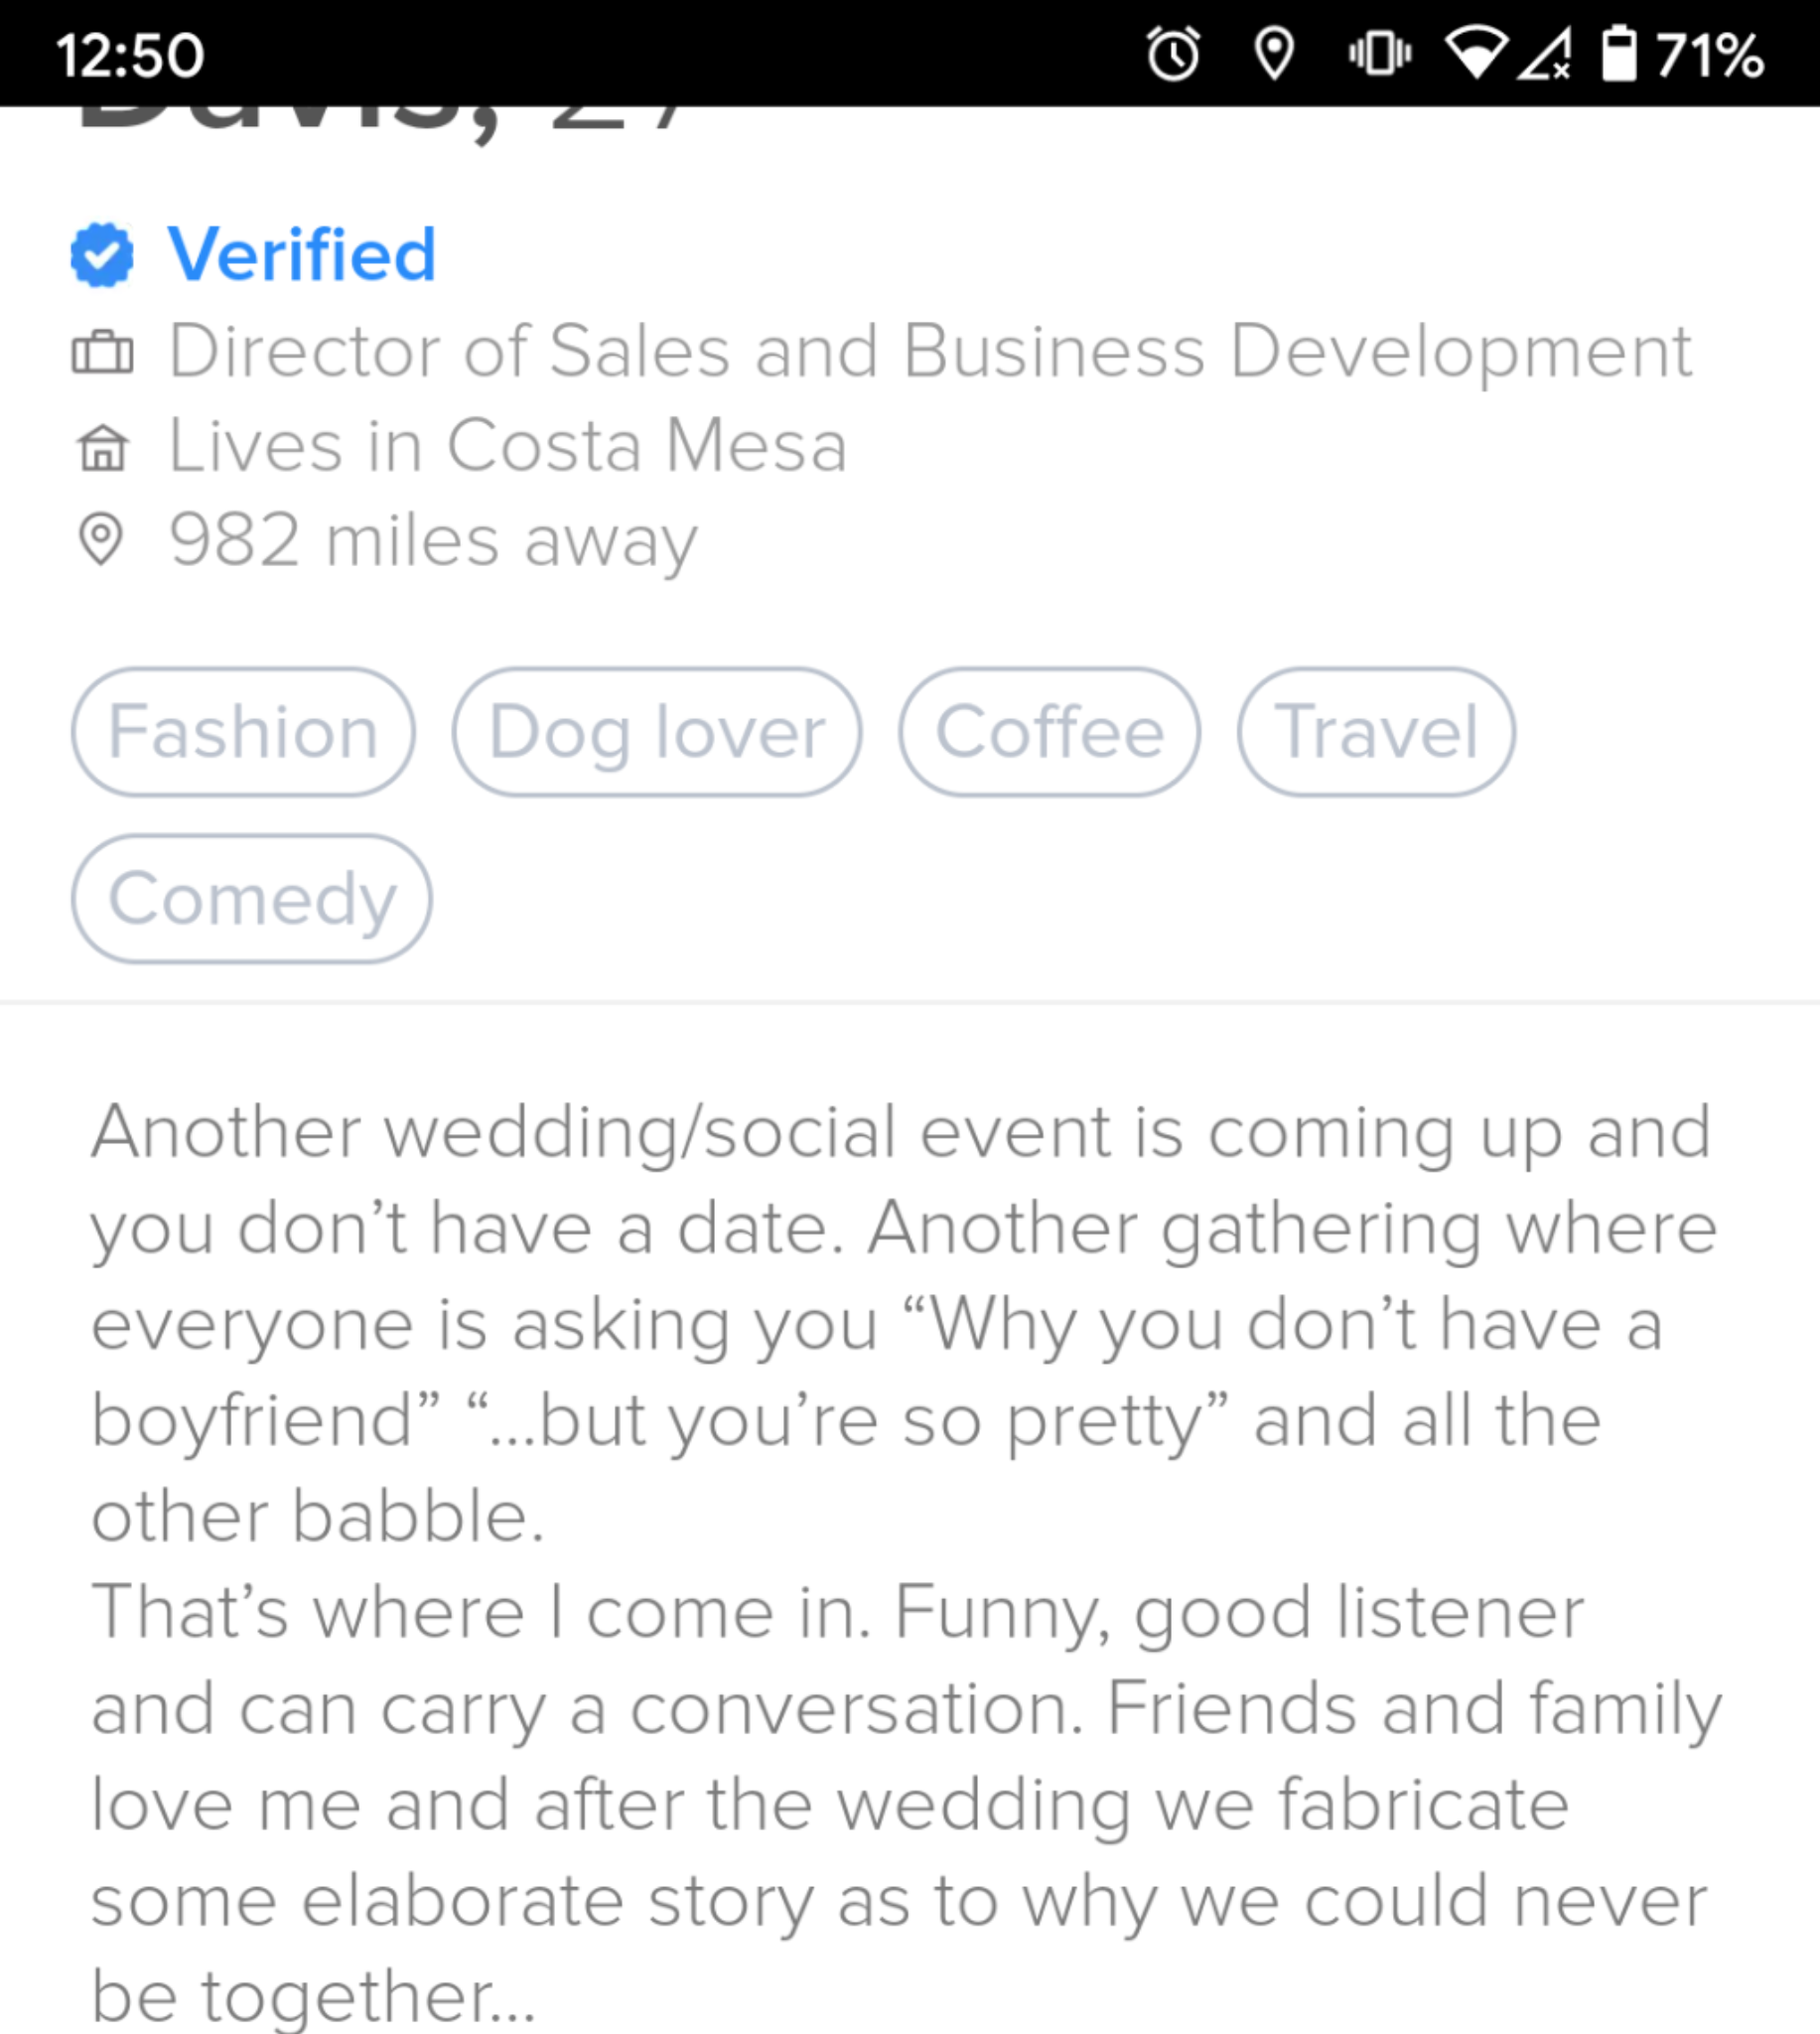 12:50 71%
Davis, 27
Verified
Director of Sales and Business Development
Lives in Costa Mesa
982 miles away
Fashion Dog lover Coffee Travel
Comedy
Another wedding/social event is coming up and
you don’t have a date. Another gathering where
everyone is asking you “Why you don’t have a
boyfriend” “...but you’re so pretty” and all the
other babble.
That’s where I come in. Funny, good listener
and can carry a conversation. Friends and family
love me and after the wedding we fabricate
some elaborate story as to why we could never
be together...